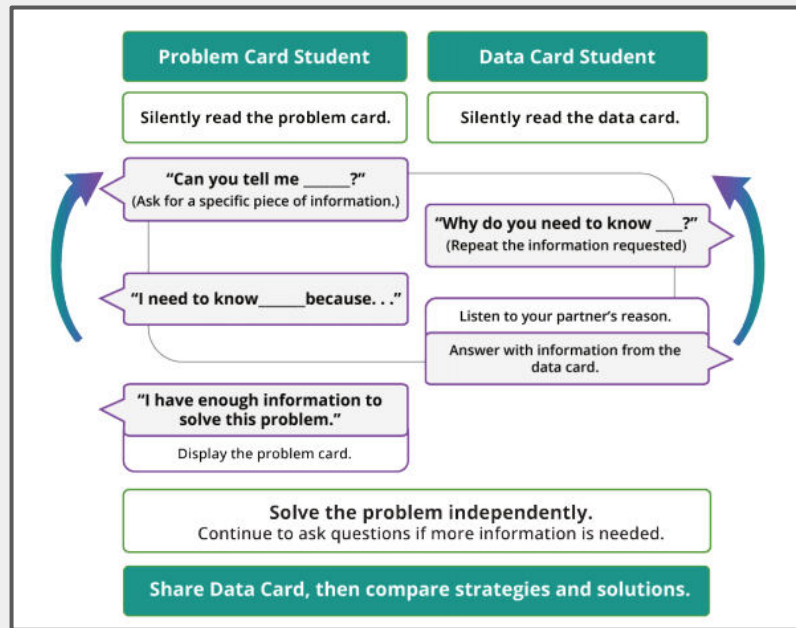 Problem Card Student
Data Card Student
Silently read the problem card.
Silently read the data card.
“Can you tell me ______?”
(Ask for a specific piece of information.)
“Why do you need to know ____?”
(Repeat the information requested)
“I need to know______because. . .”
Listen to your partner’s reason.
Answer with information from the
data card.
“I have enough information to
solve this problem.”
Display the problem card.
Solve the problem independently.
Continue to ask questions if more information is needed.
Share Data Card, then compare strategies and solutions.